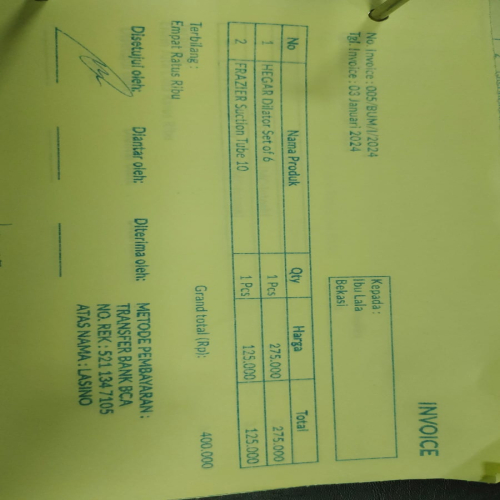 INVOICE
No. Invoice : 005/BUM/I/2024
Tgl. Invoice : 03 Januari 2024
Kepada :
Ibu Lala
Bekasi
No Nama Produk Qty Harga Total
1 HEGAR Dilator Set of 6 1 Pcs 275.000 275.000
2 FRAZIER Suction Tube 10 1 Pcs 125.000 125.000
Grand total (Rp): 400.000
Terbilang :
Empat Ratus Ribu
Disetujui oleh: Diantar oleh: Diterima oleh:
METODE PEMBAYARAN :
TRANSFER BANK BCA
NO. REK : 521 134 7105
ATAS NAMA : LASINO